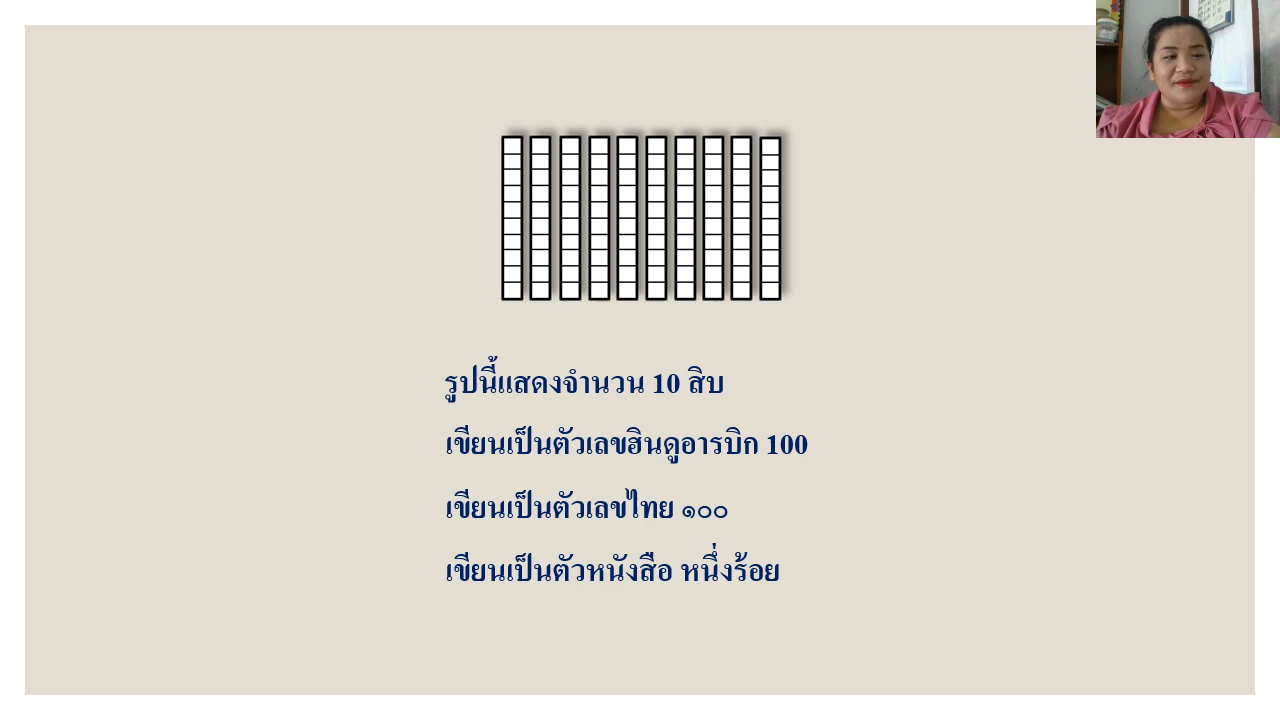 รูปนี้แสดงจำนวน 10 สิบ
เขียนเป็นตัวเลขฮินดูอารบิก 100
เขียนเป็นตัวเลขไทย ๑๐๐
เขียนเป็นตัวหนังสือ หนึ่งร้อย